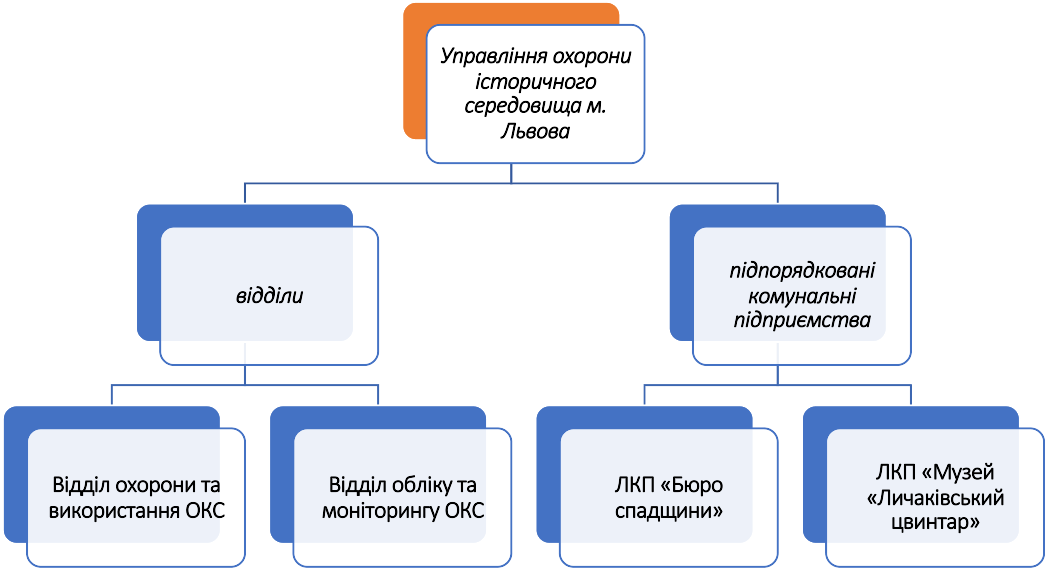 Управління охорони
історичного
середовища м.
Львова
відділи
підпорядковані
комунальні
підприємства
Відділ охорони та
використання ОКС
Відділ обліку та
моніторингу ОКС
ЛКП «Бюро
спадщини»
ЛКП «Музей
«Личаківський
цвинтар»